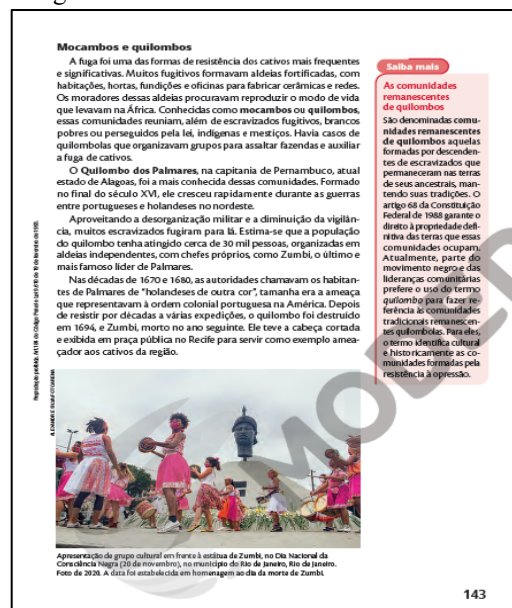 Mocambos e quilombos
A fuga foi uma das formas de resistência dos cativos mais frequentes
e significativas. Muitos fugitivos formavam aldeias fortificadas, com
habitações, hortas, fundições e oficinas para fabricar cerâmicas e redes.
Os moradores dessas aldeias procuravam reproduzir o modo de vida
que levavam na África. Conhecidas como mocambos ou quilombos,
essas comunidades reuniam, além de escravizados fugitivos, brancos
pobres ou perseguidos pela lei, indígenas e mestiços. Havia casos de
quilombolas que organizavam grupos para assaltar fazendas e auxiliar
a fuga de cativos.
O Quilombo dos Palmares, na capitania de Pernambuco, atual
estado de Alagoas, foi a mais conhecida dessas comunidades. Formado
no final do século XVI, ele cresceu rapidamente durante as guerras
entre portugueses e holandeses no nordeste.
Aproveitando a desorganização militar e a diminuição da vigilân-
cia, muitos escravizados fugiram para lá. Estima-se que a população
do quilombo tenha atingido cerca de 30 mil pessoas, organizadas em
aldeias independentes, com chefes próprios, como Zumbi, o último e
mais famoso líder de Palmares.
Nas décadas de 1670 e 1680, as autoridades chamavam os habitan-
tes de Palmares de "holandeses de outra cor", tamanha era a ameaça
que representavam à ordem colonial portuguesa na América. Depois
de resistir por décadas a várias expedições, o quilombo foi destruído
em 1694, e Zumbi, morto no ano seguinte. Ele teve a cabeça cortada
e exibida em praça pública no Recife para servir como exemplo amea-
çador aos cativos da região.
Saiba mais
As comunidades
remanescentes
de quilombos
São denominadas comu-
nidades remanescentes
de quilombos aquelas
formadas por descenden-
tes de escravizados que
permaneceram nas terras
de seus ancestrais, man-
tendo suas tradições. O
artigo 68 da Constituição
Federal de 1988 garante o
direito à propriedade defi-
nitiva das terras que essas
comunidades ocupam.
Atualmente, parte do
movimento negro e das
lideranças comunitárias
prefere o uso do termo
quilombo para fazer re-
ferência às comunidades
tradicionais remanescen-
tes quilombolas. Para eles,
o termo identifica cultural
e historicamente as co-
munidades formadas pela
resistência à opressão.
Reprodução proibida. Art. 184 do Código Penal e Lei 9.610 de 19 de fevereiro de 1998.
Apresentação de grupo cultural em frente à estátua de Zumbi, no Dia Nacional da
Consciência Negra (20 de novembro), no município do Rio de Janeiro, Rio de Janeiro.
Foto de 2020. A data foi estabelecida em homenagem ao dia da morte de Zumbi.
143